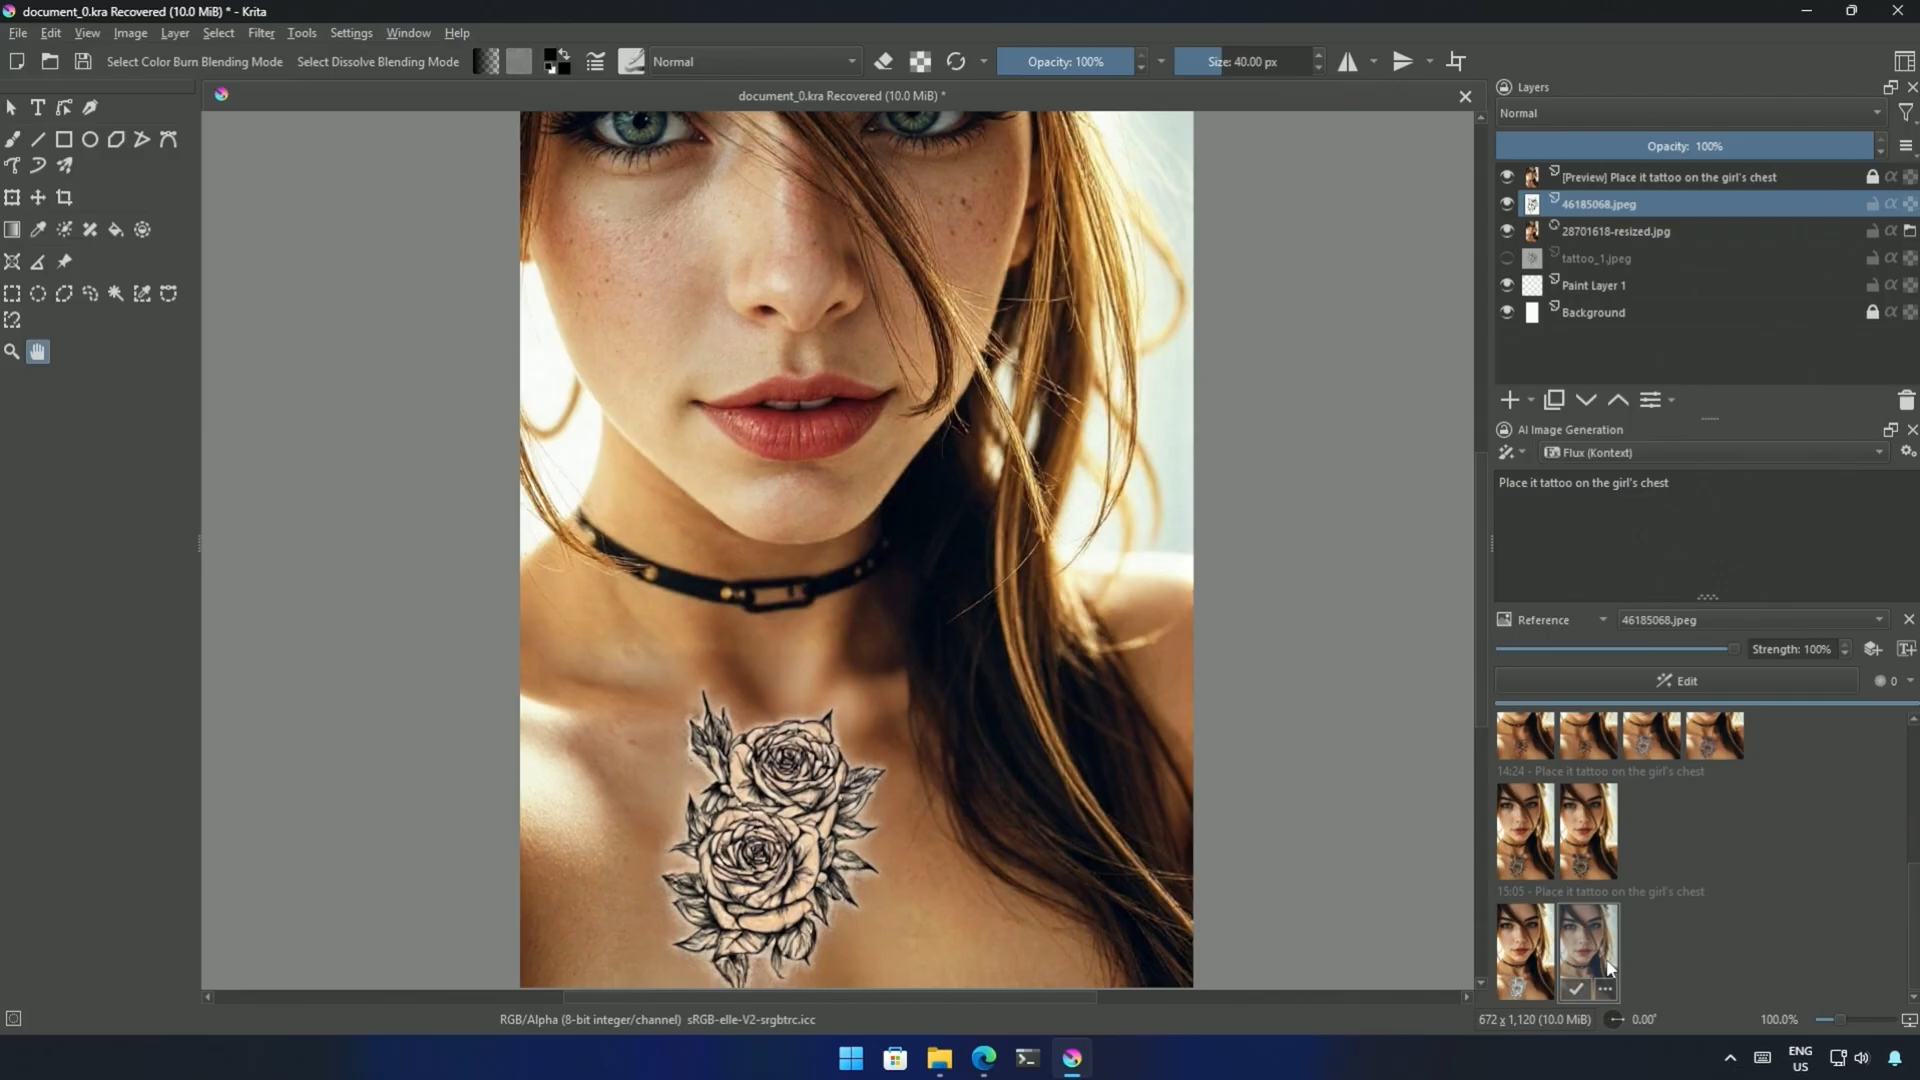 document_0.kra Recovered (10.0 MiB) * - Krita
File Edit View Image Layer Select Filter Tools Settings Window Help
Select Color Burn Blending Mode Select Dissolve Blending Mode Normal Opacity: 100% Size: 40.00 px
document_0.kra Recovered (10.0 MiB) *
Layers
Normal
Opacity: 100%
[Preview] Place it tattoo on the girl's chest
46185068.jpeg
28701618-resized.jpg
tattoo_1.jpeg
Paint Layer 1
Background
AI Image Generation
Flux (Kontext)
Place it tattoo on the girl's chest
Reference 46185068.jpeg
Strength: 100%
Edit 0
14:24 - Place it tattoo on the girl's chest
15:05 - Place it tattoo on the girl's chest
RGB/Alpha (8-bit integer/channel) sRGB-elle-V2-srgbtrc.icc 672 x 1,120 (10.0 MiB) 0.00° 100.0%
ENG
US